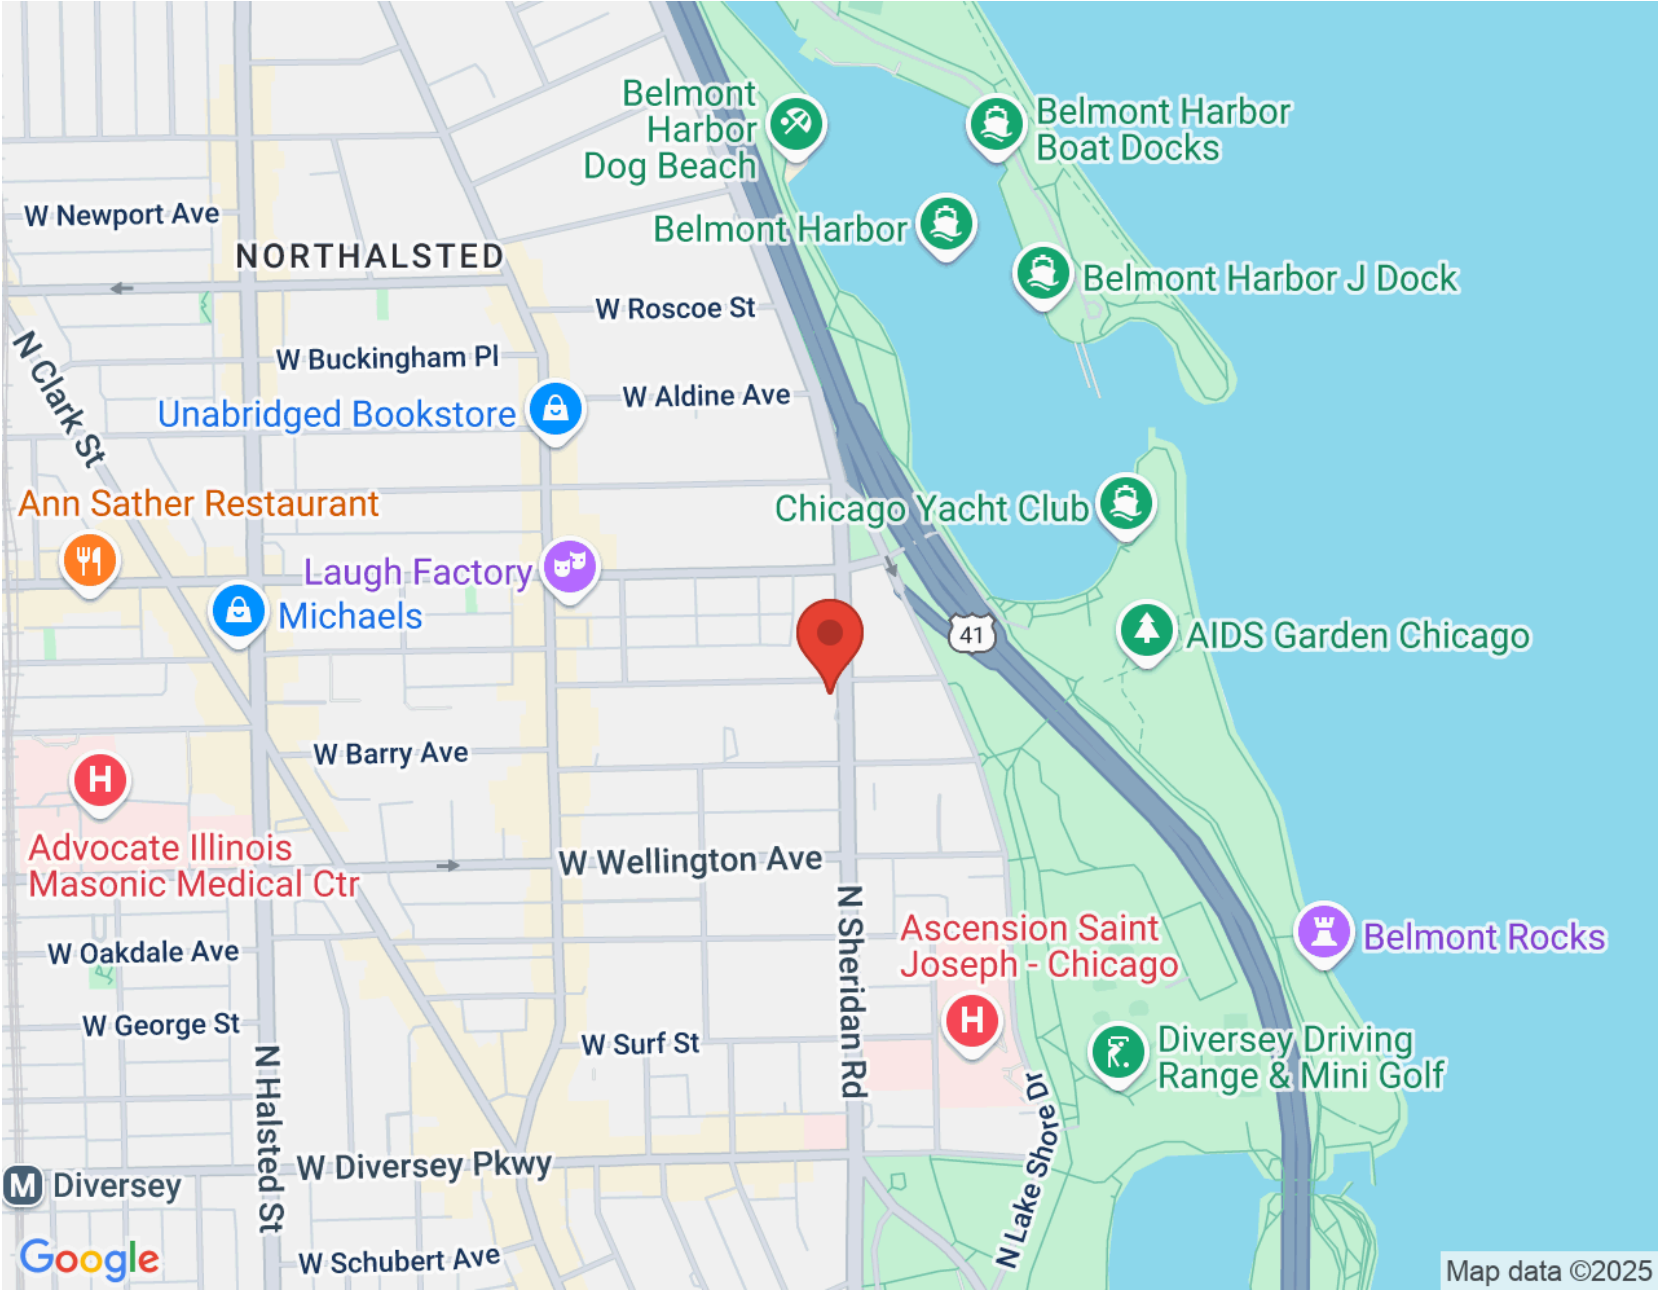 Belmont
Harbor
Dog Beach
Belmont Harbor
Boat Docks
W Newport Ave
Belmont Harbor
NORTHALSTED
Belmont Harbor J Dock
W Roscoe St
N Clark St
W Buckingham Pl
W Aldine Ave
Unabridged Bookstore
Ann Sather Restaurant
Chicago Yacht Club
Laugh Factory
Michaels
41
AIDS Garden Chicago
W Barry Ave
H
Advocate Illinois
Masonic Medical Ctr
W Wellington Ave
N Sheridan Rd
Ascension Saint
Joseph - Chicago
H
Belmont Rocks
W Oakdale Ave
W George St
W Surf St
Diversey Driving
Range & Mini Golf
N Halsted St
N Lake Shore Dr
W Diversey Pkwy
M Diversey
W Schubert Ave
Google
Map data ©2025